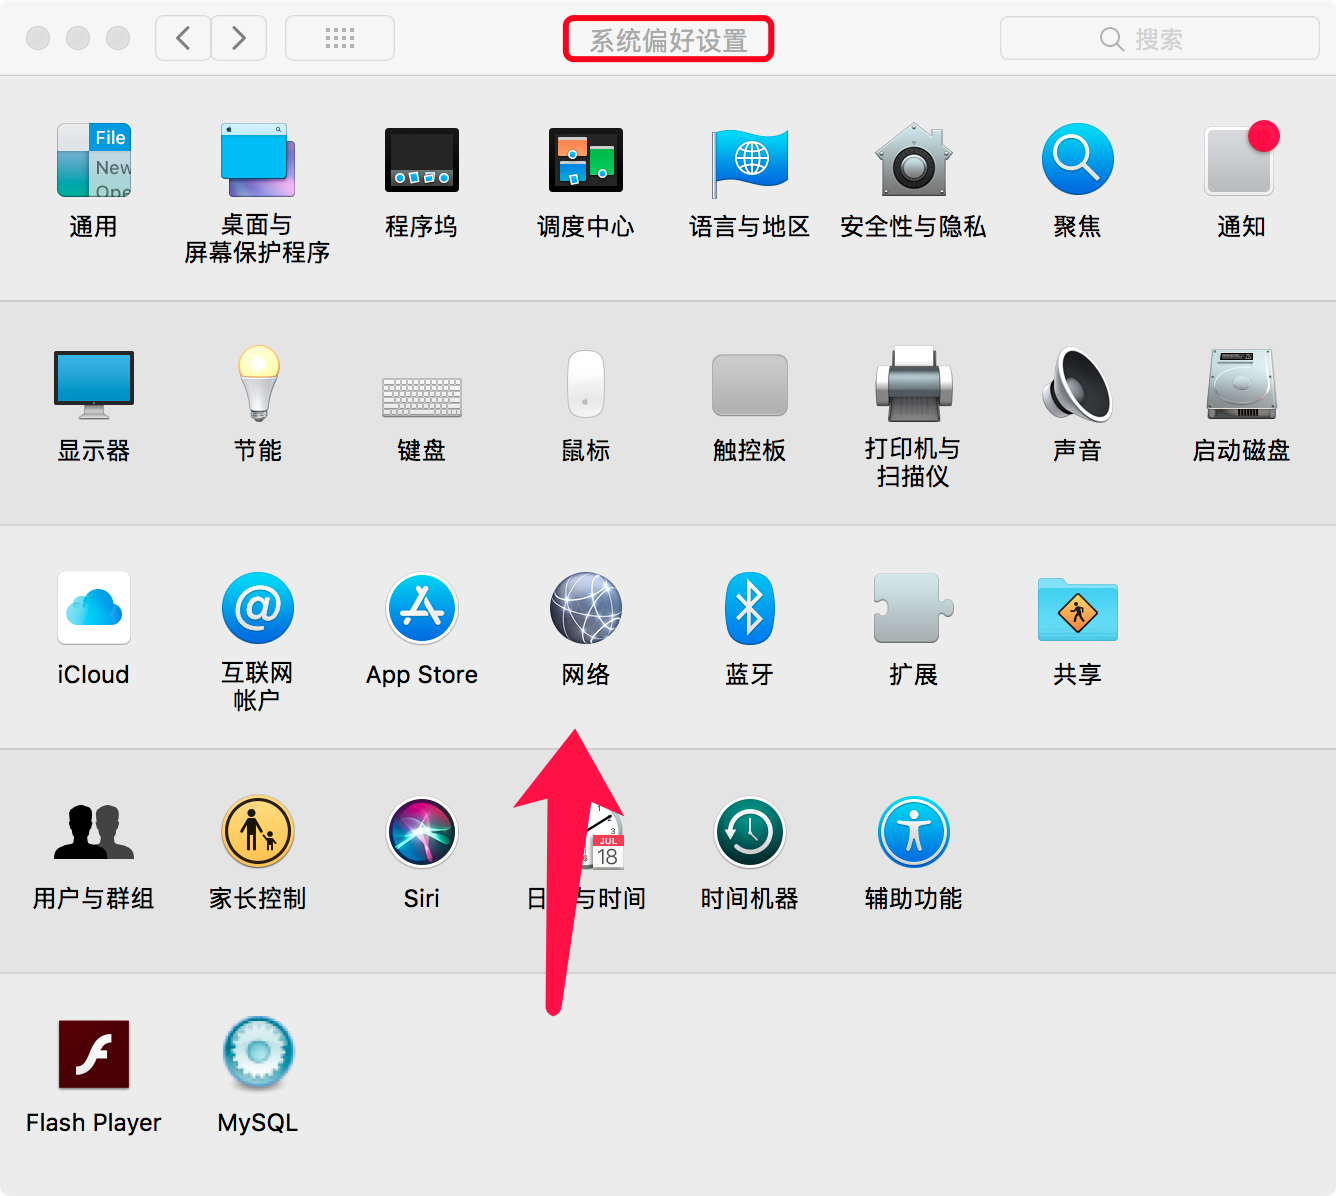 系统偏好设置
搜索
File
New
Ope
通用
桌面与
屏幕保护程序
程序坞
调度中心
语言与地区
安全性与隐私
聚焦
通知
显示器
节能
键盘
鼠标
触控板
打印机与
扫描仪
声音
启动磁盘
iCloud
互联网
帐户
App Store
网络
蓝牙
扩展
共享
JUL
18
用户与群组
家长控制
Siri
日 与时间
时间机器
辅助功能
Flash Player
MySQL